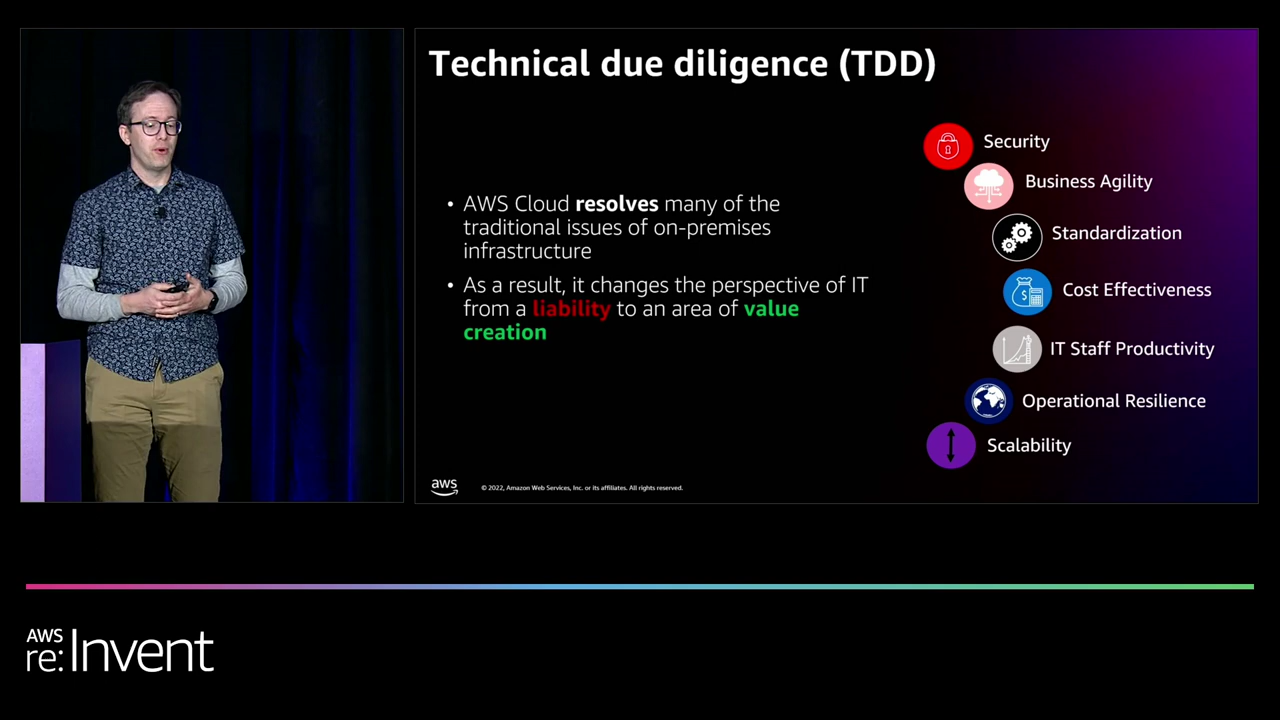 Technical due diligence (TDD)
• AWS Cloud resolves many of the
traditional issues of on-premises
infrastructure
• As a result, it changes the perspective of IT
from a liability to an area of value
creation
Security
Business Agility
Standardization
Cost Effectiveness
IT Staff Productivity
Operational Resilience
Scalability
aws
© 2022, Amazon Web Services, Inc. or its affiliates. All rights reserved.
AWS
re:Invent